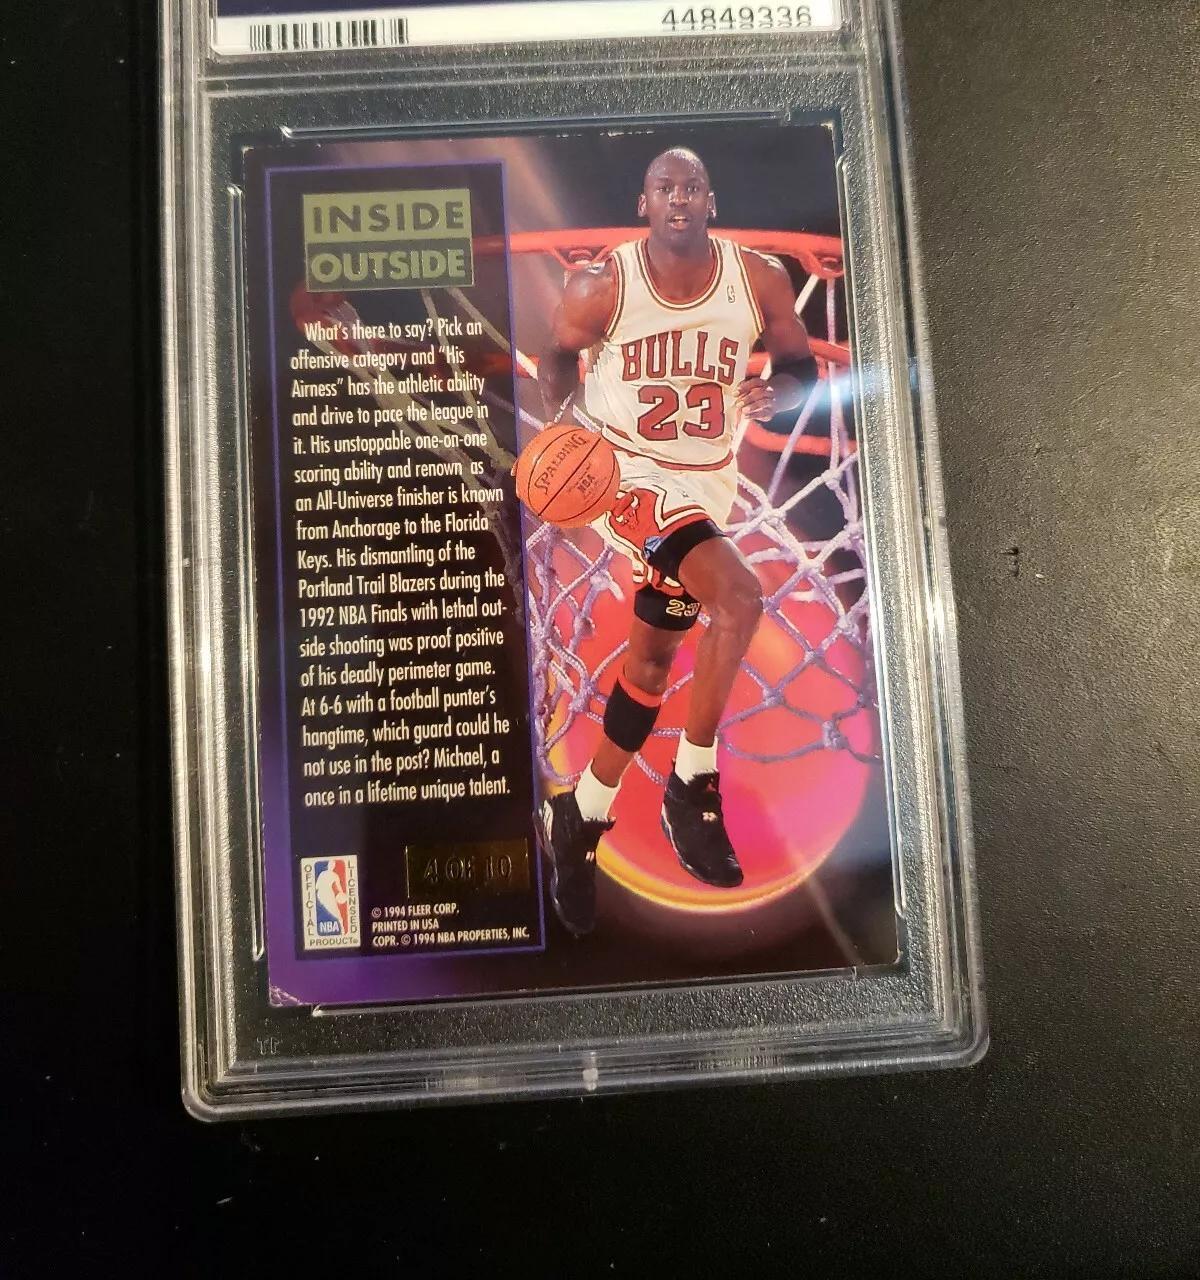 44849336
INSIDE
OUTSIDE
What's there to say? Pick an
offensive category and "His
Airness" has the athletic ability
and drive to pace the league in
it. His unstoppable one-on-one
scoring ability and renown as
an All-Universe finisher is known
from Anchorage to the Florida
Keys. His dismantling of the
Portland Trail Blazers during the
1992 NBA Finals with lethal out-
side shooting was proof positive
of his deadly perimeter game.
At 6-6 with a football punter's
hangtime, which guard could he
not use in the post? Michael, a
once in a lifetime unique talent.
4 OF 10
OFFICIAL
LICENSED
NBA
PRODUCT®
© 1994 FLEER CORP.
PRINTED IN USA
COPR. © 1994 NBA PROPERTIES, INC.
BULLS
23
SPALDING
NBA
23